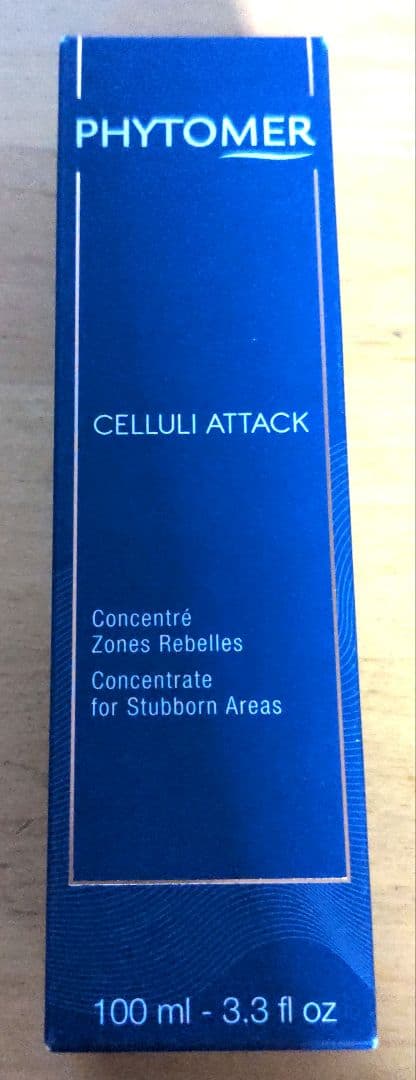 PHYTOMER
CELLULI ATTACK
Concentré
Zones Rebelles
Concentrate
for Stubborn Areas
100 ml - 3.3 fl oz